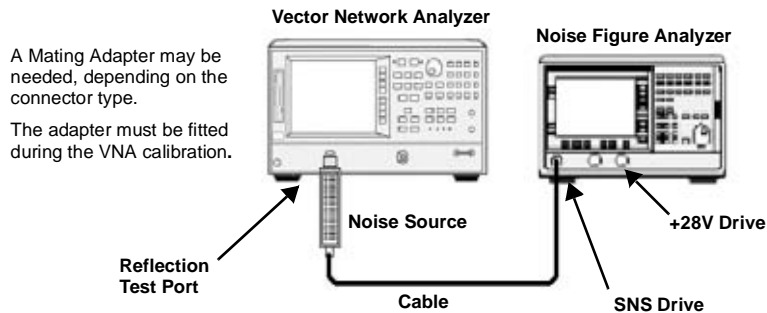 Vector Network Analyzer
Noise Figure Analyzer
A Mating Adapter may be
needed, depending on the
connector type.
The adapter must be fitted
during the VNA calibration.
Noise Source
+28V Drive
Reflection
Test Port
Cable
SNS Drive